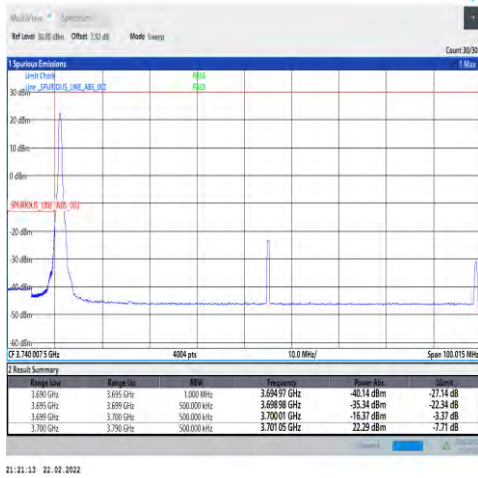 MultiView Spectrum
Ref Level 30.00 dBm Offset 7.92 dB Mode Sweep
Count 30/30
1 Spurious Emissions 1 Max
Limit Check PASS
Line _SPURIOUS_LINE_ABS_002 PASS
30 dBm
20 dBm
10 dBm
0 dBm
SPURIOUS_LINE_ABS_002
-20 dBm
-30 dBm
-40 dBm
-50 dBm
-60 dBm
CF 3.740 007 5 GHz 4004 pts 10.0 MHz/ Span 100.015 MHz
2 Result Summary
Range Low Range Up RBW Frequency Power Abs ΔLimit
3.690 GHz 3.695 GHz 1.000 MHz 3.694 97 GHz -40.14 dBm -27.14 dB
3.695 GHz 3.699 GHz 500.000 kHz 3.698 98 GHz -35.34 dBm -22.34 dB
3.699 GHz 3.700 GHz 500.000 kHz 3.700 01 GHz -16.37 dBm -3.37 dB
3.700 GHz 3.790 GHz 500.000 kHz 3.701 05 GHz 22.29 dBm -7.71 dB
21:21:13 22.02.2022